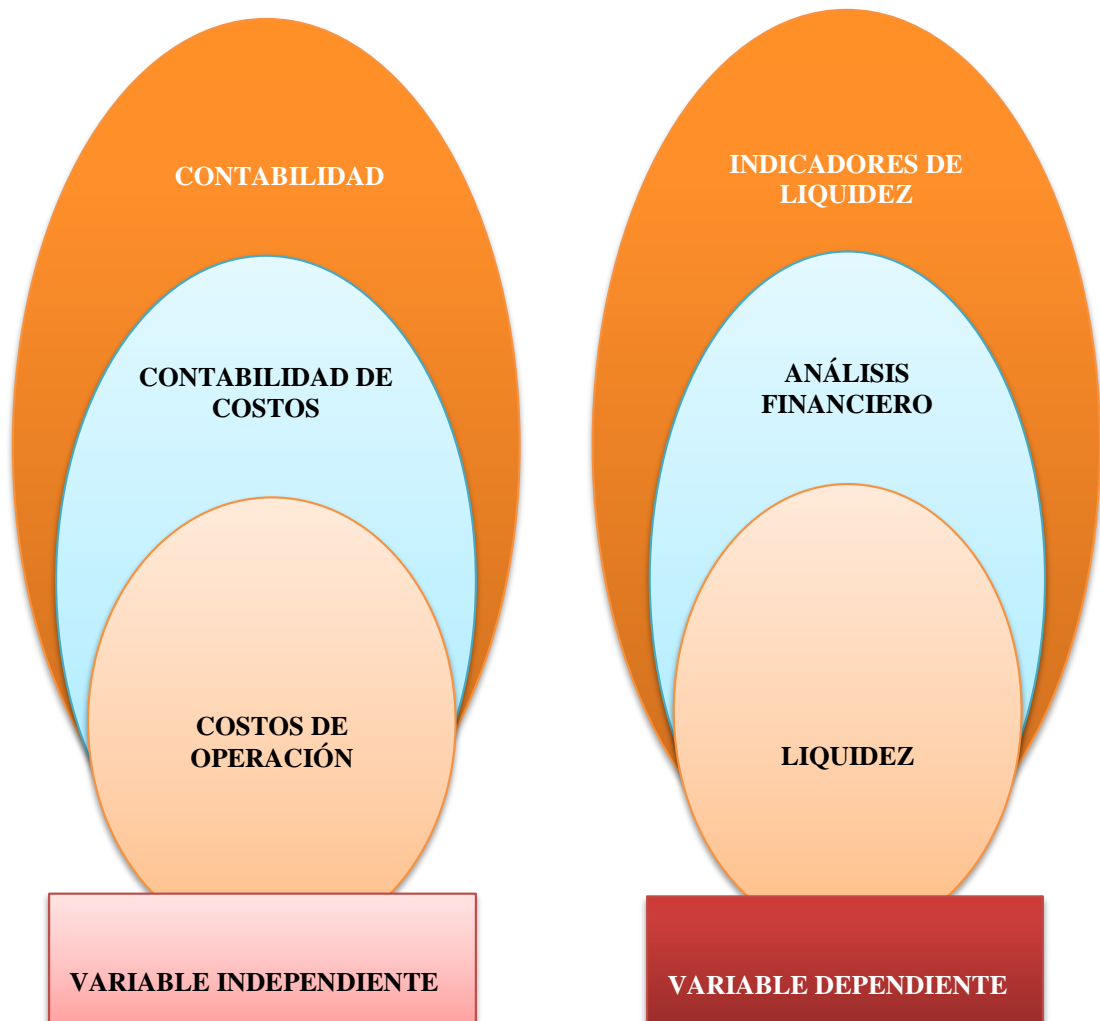 CONTABILIDAD
CONTABILIDAD DE
COSTOS
COSTOS DE
OPERACIÓN
VARIABLE INDEPENDIENTE
INDICADORES DE
LIQUIDEZ
ANÁLISIS
FINANCIERO
LIQUIDEZ
VARIABLE DEPENDIENTE